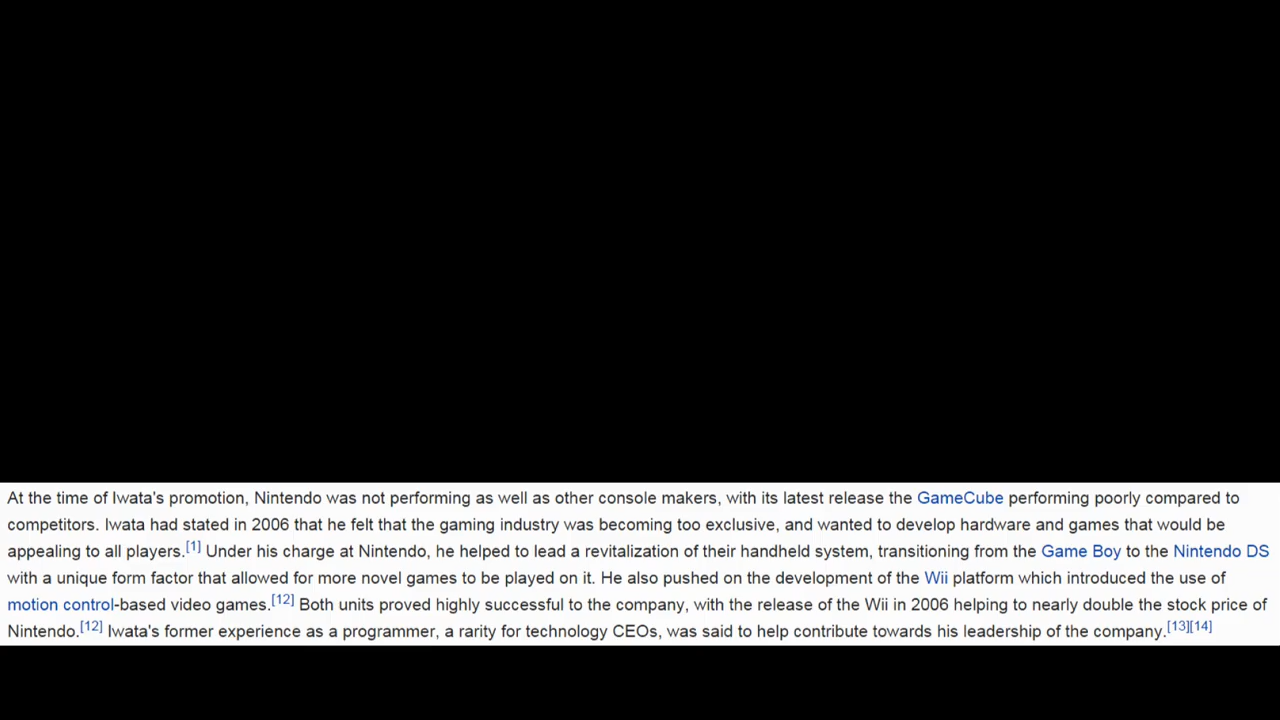 At the time of Iwata's promotion, Nintendo was not performing as well as other console makers, with its latest release the GameCube performing poorly compared to
competitors. Iwata had stated in 2006 that he felt that the gaming industry was becoming too exclusive, and wanted to develop hardware and games that would be
appealing to all players.[1] Under his charge at Nintendo, he helped to lead a revitalization of their handheld system, transitioning from the Game Boy to the Nintendo DS
with a unique form factor that allowed for more novel games to be played on it. He also pushed on the development of the Wii platform which introduced the use of
motion control-based video games.[12] Both units proved highly successful to the company, with the release of the Wii in 2006 helping to nearly double the stock price of
Nintendo.[12] Iwata's former experience as a programmer, a rarity for technology CEOs, was said to help contribute towards his leadership of the company.[13][14]